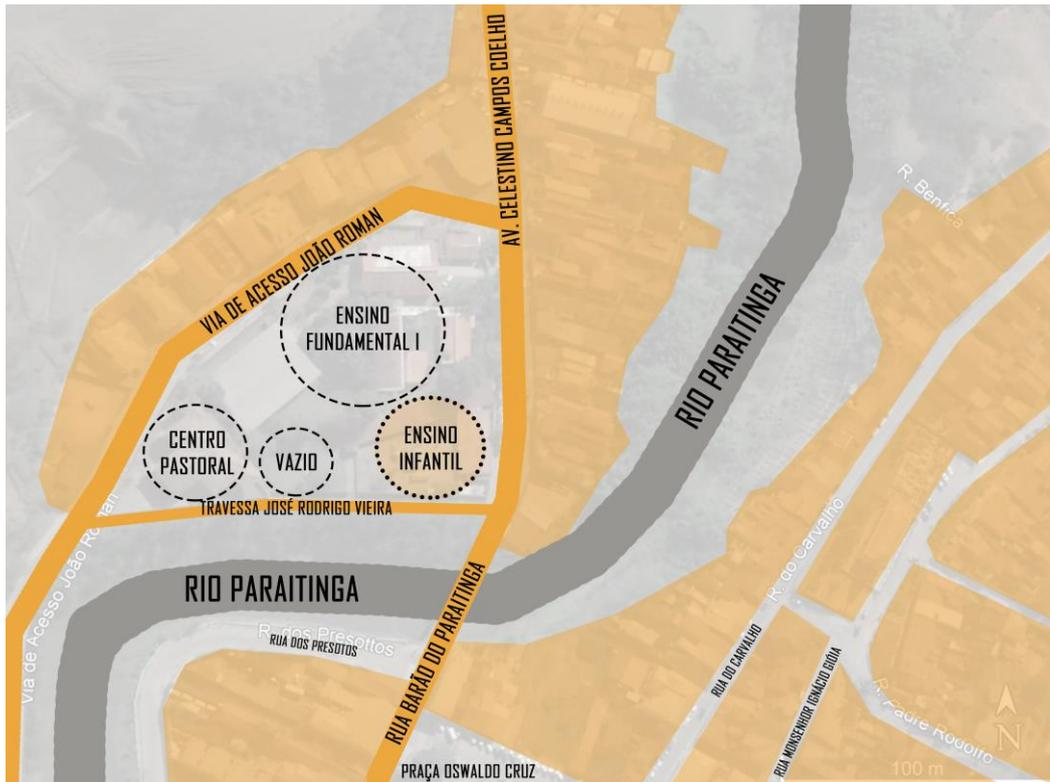 AV. CELESTINO CAMPOS COELHO
R. Benfica
VIA DE ACESSO JOÃO ROMAN
ENSINO
FUNDAMENTAL I
RIO PARAITINGA
CENTRO
PASTORAL
VAZIO
ENSINO
INFANTIL
TRAVESSA JOSÉ RODRIGO VIEIRA
Via de Acesso João Roman
RIO PARAITINGA
R. do Carvalho
R. dos Presottos
RUA DOS PRESOTOS
RUA BARÃO DO PARAITINGA
RUA DO CARVALHO
RUA MONSENHOR IGNÁCIO GIÓIA
R. Padre Rodolfo
N
100 m
PRAÇA OSWALDO CRUZ